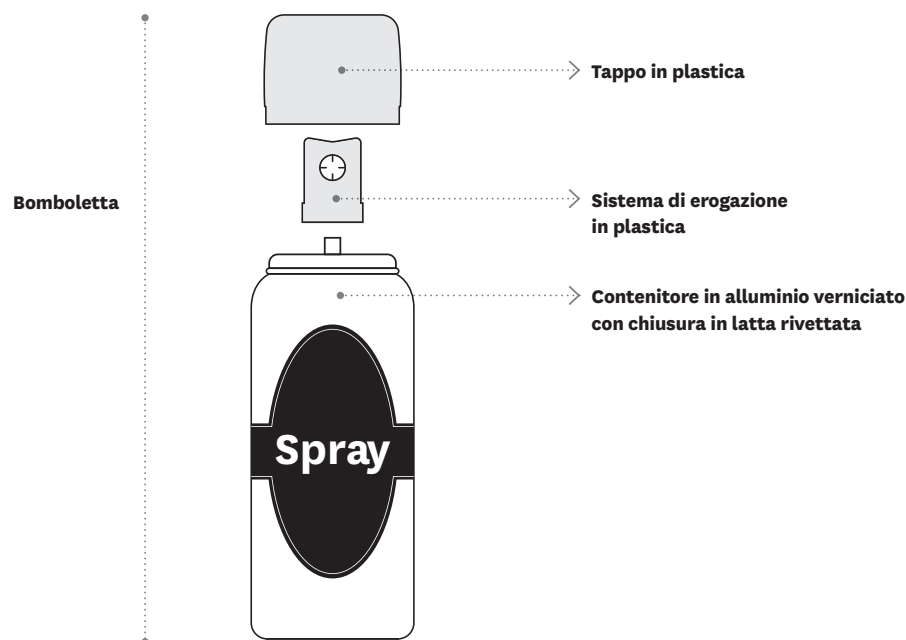 Tappo in plastica
Bomboletta
Sistema di erogazione
in plastica
Contenitore in alluminio verniciato
con chiusura in latta rivettata
Spray